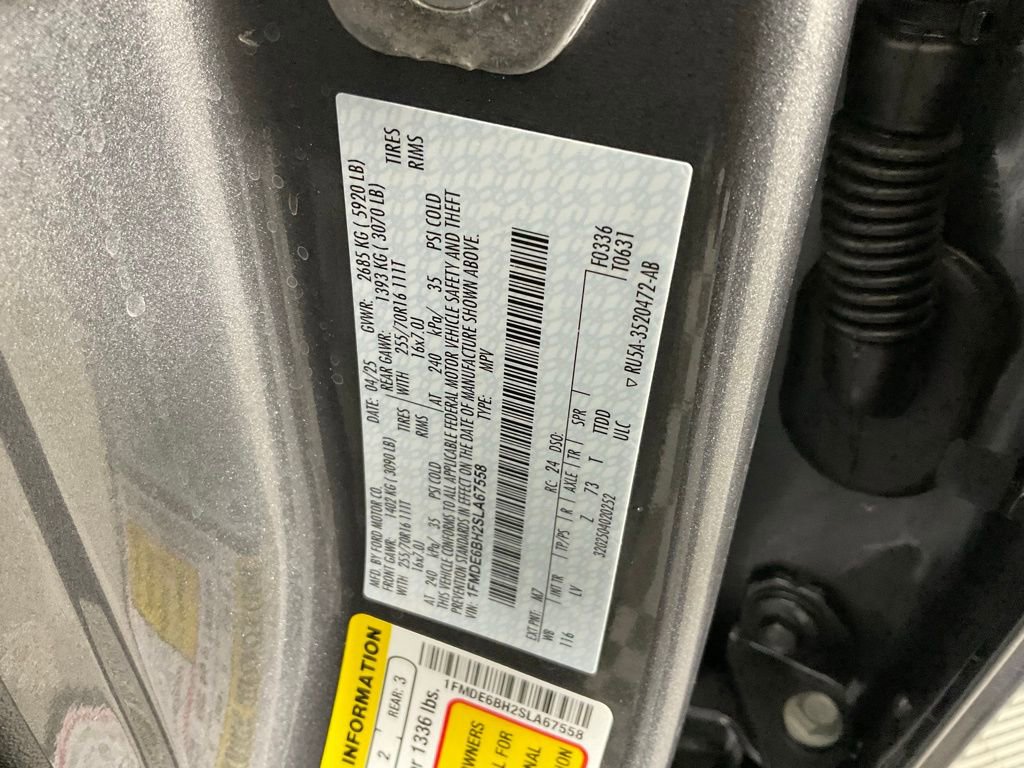 MFD. BY FORD MOTOR CO. DATE: 04/25 GVWR: 2685 KG ( 5920 LB)
FRONT GAWR: 1402 KG ( 3090 LB) REAR GAWR: 1393 KG ( 3070 LB)
WITH 255/70R16 111T TIRES WITH 255/70R16 111T TIRES
16x7.0J RIMS 16x7.0J RIMS
AT 240 kPa/ 35 PSI COLD AT 240 kPa/ 35 PSI COLD
THIS VEHICLE CONFORMS TO ALL APPLICABLE FEDERAL MOTOR VEHICLE SAFETY AND THEFT
PREVENTION STANDARDS IN EFFECT ON THE DATE OF MANUFACTURE SHOWN ABOVE.
VIN: 1FMDE6BH2SLA67558 TYPE: MPV
EXT PNT: M7 RC: 24 DSO: F0336
WB INT TR TP/PS R AXLE TR SPR T0631
116 LV Z 73 T TTDD
3202504020252 ULC
▽ RU5A-3520472-AB
INFORMATION
2 REAR: 3
1336 lbs.
1FMDE6BH2SLA67558
OWNERS
FOR